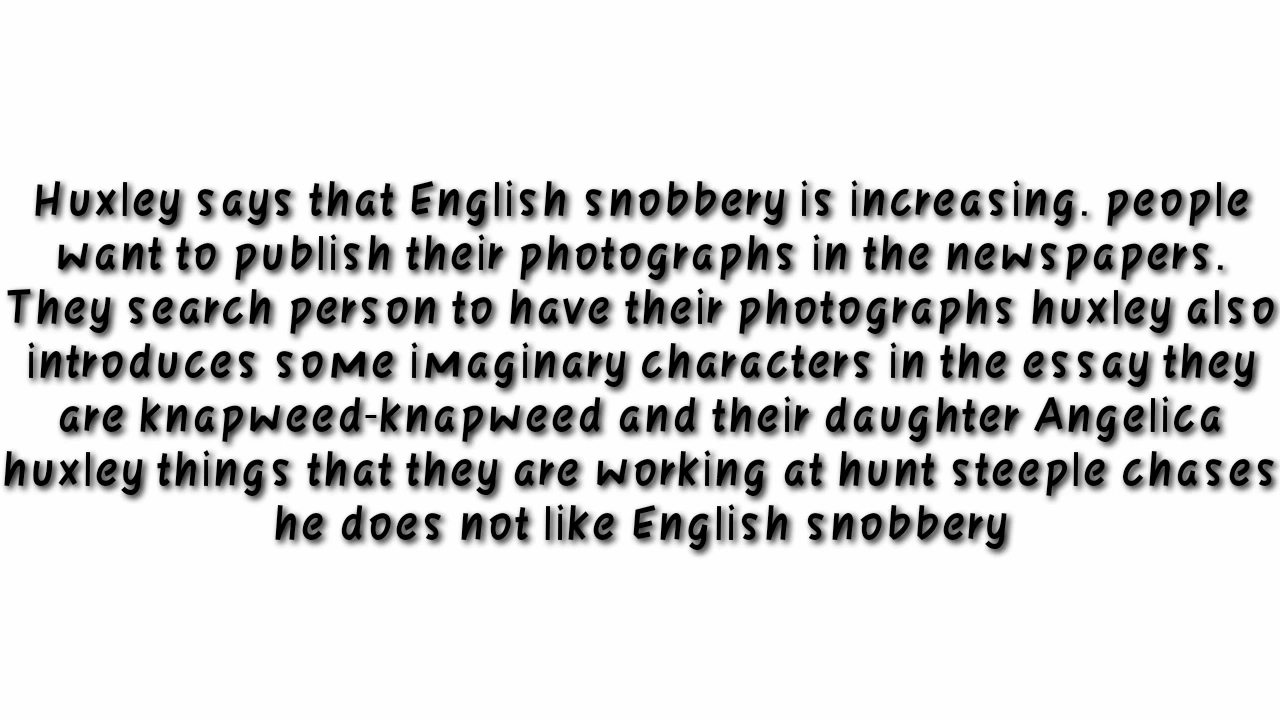 Huxley says that English snobbery is increasing. people
want to publish their photographs in the newspapers.
They search person to have their photographs huxley also
introduces some imaginary characters in the essay they
are knapweed-knapweed and their daughter Angelica
huxley things that they are working at hunt steeple chases
he does not like English snobbery